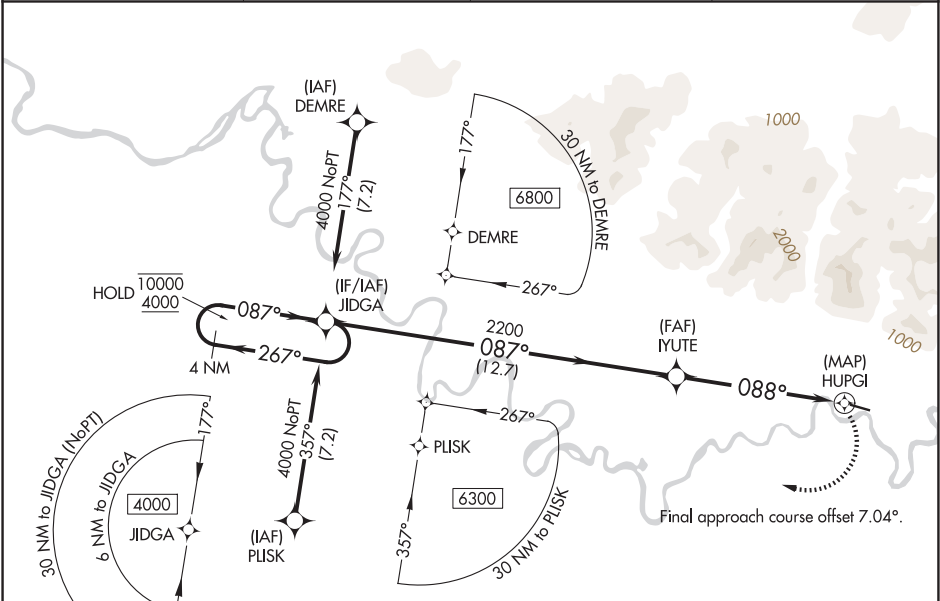 (IAF)
DEMRE
4000 NoPT
177°
(7.2)
177°
30 NM to DEMRE
6800
DEMRE
267°
1000
2000
1000
HOLD
10000
4000
087°
(IF/IAF)
JIDGA
267°
4 NM
2200
087°
(12.7)
(FAF)
IYUTE
088°
(MAP)
HUPGI
4000 NoPT
357°
(7.2)
(IAF)
PLISK
267°
PLISK
6300
357°
30 NM to PLISK
Final approach course offset 7.04°.
30 NM to JIDGA (NoPT)
6 NM to JIDGA
177°
4000
JIDGA